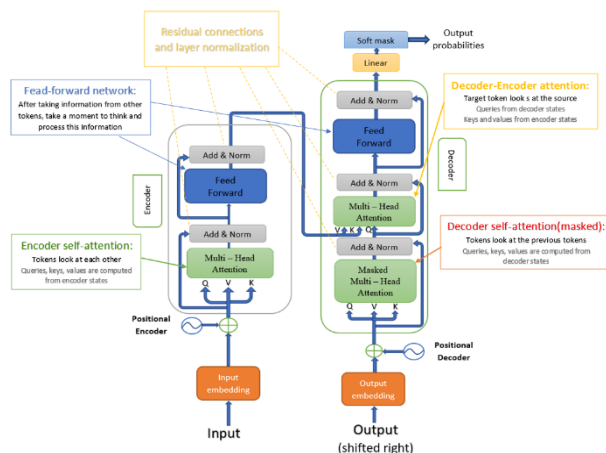 Residual connections
and layer normalization
Soft mask
Output
probabilities
Linear
Fead-forward network:
After taking information from other
tokens, take a moment to think and
process this information
Add & Norm
Feed
Forward
Decoder-Encoder attention:
Target token look s at the source
Queries from decoder states
Keys and values from encoder states
Add & Norm
Feed
Forward
Encoder
Decoder
Add & Norm
Multi – Head
Attention
V K Q
Add & Norm
Multi – Head
Attention
Q V K
Encoder self-attention:
Tokens look at each other
Queries, keys, values are computed
from encoder states
Add & Norm
Masked
Multi – Head
Attention
Q V K
Decoder self-attention(masked):
Tokens look at the previous tokens
Queries, keys, values are computed from
decoder states
Positional
Encoder
Positional
Decoder
Input
embedding
Output
embedding
Input
Output
(shifted right)